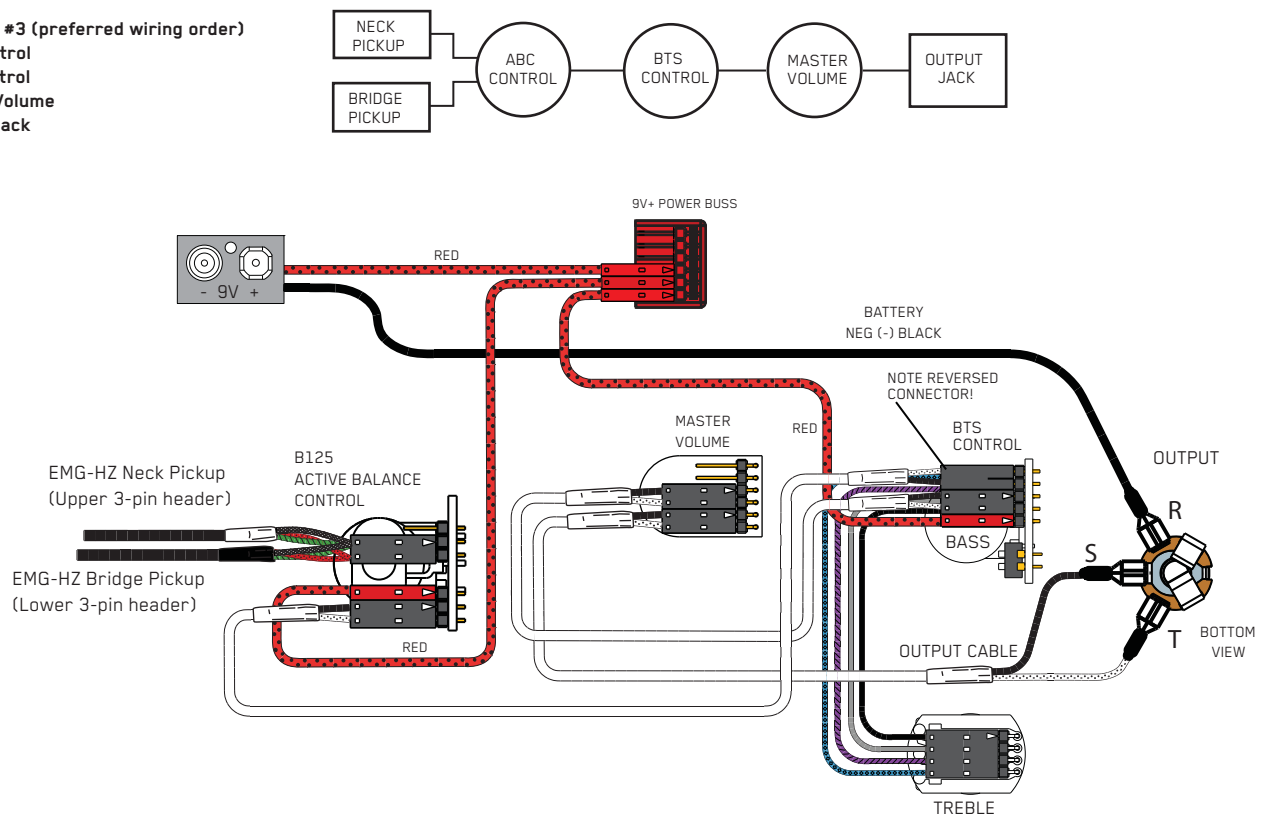 #3 (preferred wiring order)
trol
trol
Volume
ack
NECK
PICKUP
BRIDGE
PICKUP
ABC
CONTROL
BTS
CONTROL
MASTER
VOLUME
OUTPUT
JACK
9V+ POWER BUSS
RED
- 9V +
BATTERY
NEG (-) BLACK
NOTE REVERSED
CONNECTOR!
MASTER
VOLUME
RED
BTS
CONTROL
OUTPUT
B125
ACTIVE BALANCE
CONTROL
EMG-HZ Neck Pickup
(Upper 3-pin header)
R
BASS
S
EMG-HZ Bridge Pickup
(Lower 3-pin header)
RED
OUTPUT CABLE
T
BOTTOM
VIEW
TREBLE